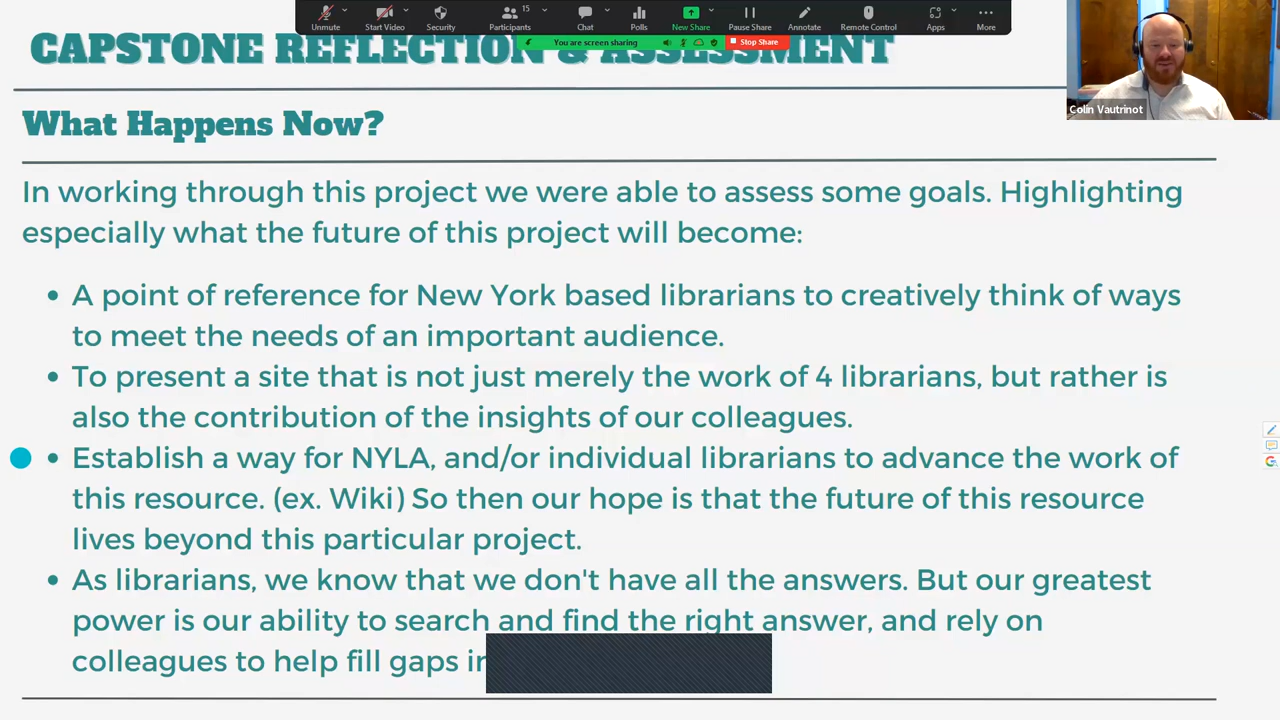 Unmute
Start Video
Security
15
Participants
Chat
Polls
New Share
Pause Share
Annotate
Remote Control
Apps
More
You are screen sharing
Stop Share
CAPSTONE REFLECTION & ASSESSMENT
Colin Vautrinot
What Happens Now?
In working through this project we were able to assess some goals. Highlighting
especially what the future of this project will become:
• A point of reference for New York based librarians to creatively think of ways
to meet the needs of an important audience.
• To present a site that is not just merely the work of 4 librarians, but rather is
also the contribution of the insights of our colleagues.
• Establish a way for NYLA, and/or individual librarians to advance the work of
this resource. (ex. Wiki) So then our hope is that the future of this resource
lives beyond this particular project.
• As librarians, we know that we don't have all the answers. But our greatest
power is our ability to search and find the right answer, and rely on
colleagues to help fill gaps